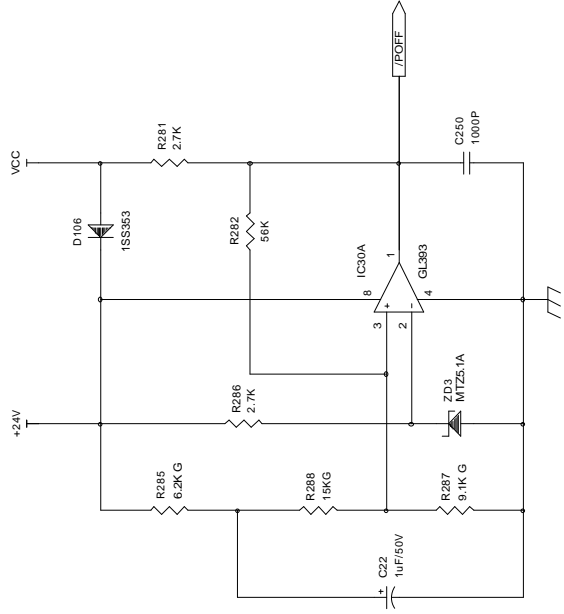 /POFF
VCC
R281
2.7K
C250
1000P
D106
1SS353
R282
56K
IC30A
GL393
8
3
+
2
-
1
4
+24V
R286
2.7K
ZD3
MTZ5.1A
R285
6.2K G
R288
15KG
R287
9.1K G
+
C22
1uF/50V